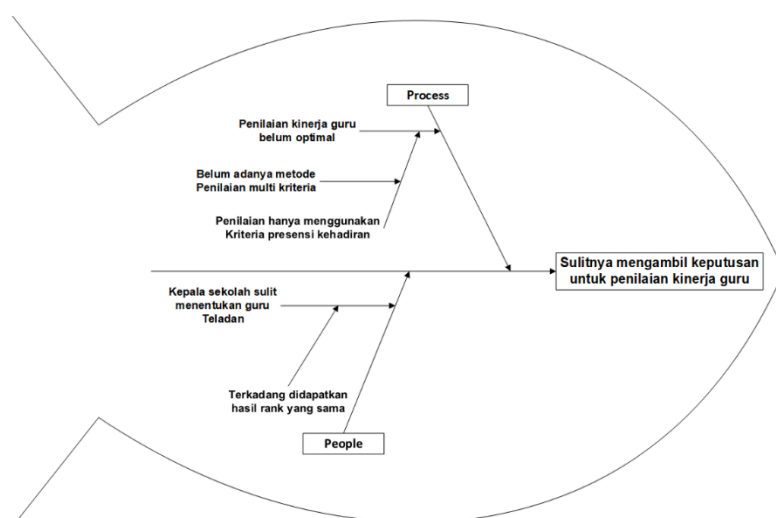 Process
Penilaian kinerja guru
belum optimal
Belum adanya metode
Penilaian multi kriteria
Penilaian hanya menggunakan
Kriteria presensi kehadiran
Sulitnya mengambil keputusan
untuk penilaian kinerja guru
Kepala sekolah sulit
menentukan guru
Teladan
Terkadang didapatkan
hasil rank yang sama
People